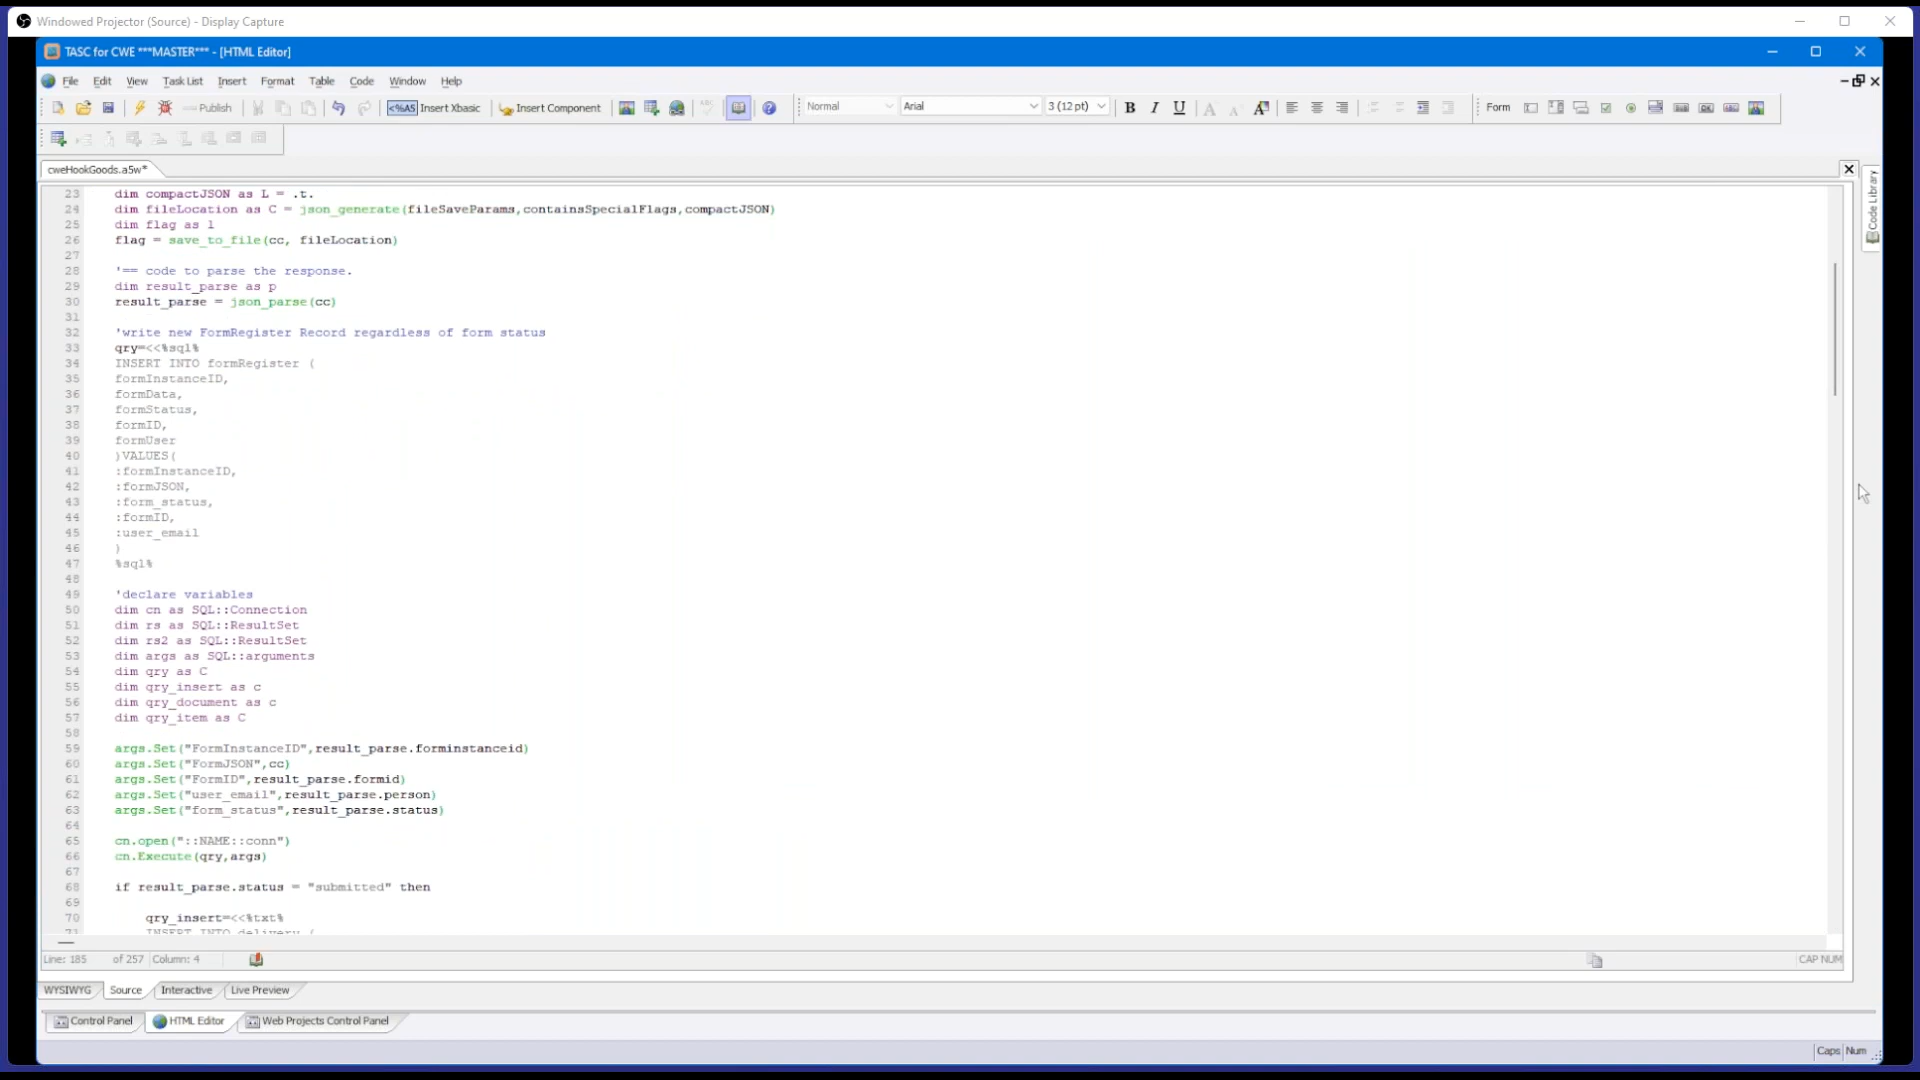 Windowed Projector (Source) - Display Capture
TASC for CWE ***MASTER*** - [HTML Editor]
File Edit View Task List Insert Format Table Code Window Help
Publish <%A5 Insert Xbasic Insert Component Normal Arial 3 (12 pt) B I U A A A Form
cweHookGoods.a5w*
Code Library
23 dim compactJSON as L = .t.
24 dim fileLocation as C = json_generate(fileSaveParams,containsSpecialFlags,compactJSON)
25 dim flag as l
26 flag = save_to_file(cc, fileLocation)
27
28 '== code to parse the response.
29 dim result_parse as p
30 result_parse = json_parse(cc)
31
32 'write new FormRegister Record regardless of form status
33 qry=<<%sql%
34 INSERT INTO formRegister (
35 formInstanceID,
36 formData,
37 formStatus,
38 formID,
39 formUser
40 )VALUES(
41 :formInstanceID,
42 :formJSON,
43 :form_status,
44 :formID,
45 :user_email
46 )
47 %sql%
48
49 'declare variables
50 dim cn as SQL::Connection
51 dim rs as SQL::ResultSet
52 dim rs2 as SQL::ResultSet
53 dim args as SQL::arguments
54 dim qry as C
55 dim qry_insert as c
56 dim qry_document as c
57 dim qry_item as C
58
59 args.Set("FormInstanceID",result_parse.forminstanceid)
60 args.Set("FormJSON",cc)
61 args.Set("FormID",result_parse.formid)
62 args.Set("user_email",result_parse.person)
63 args.Set("form_status",result_parse.status)
64
65 cn.open("::NAME::conn")
66 cn.Execute(qry,args)
67
68 if result_parse.status = "submitted" then
69
70 qry_insert=<<%txt%
71 INSERT INTO delivery (
Line: 185 of 257 Column: 4 CAP NUM
WYSIWYG Source Interactive Live Preview
Control Panel HTML Editor Web Projects Control Panel
Caps Num